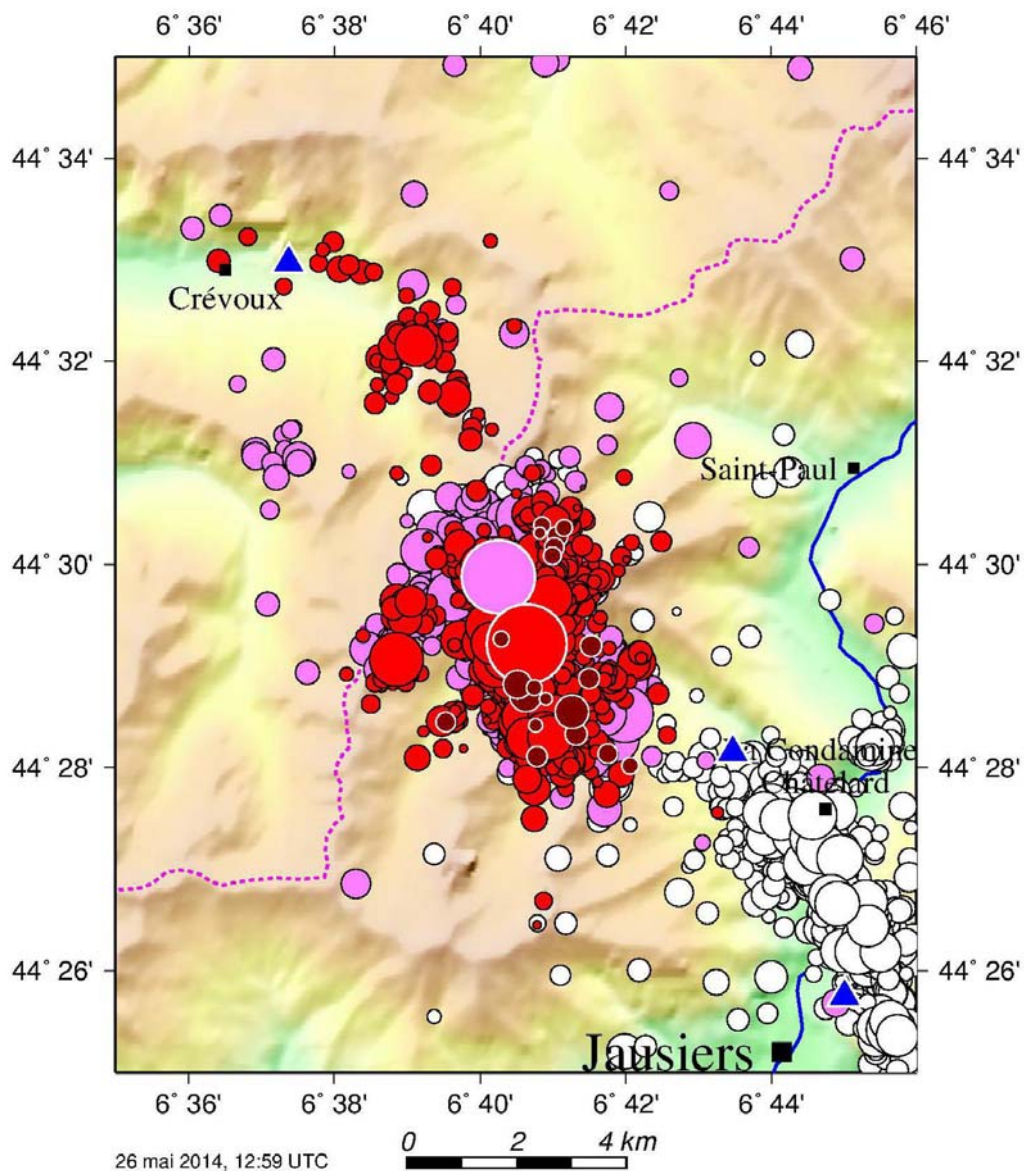 6˚ 36' 6˚ 38' 6˚ 40' 6˚ 42' 6˚ 44' 6˚ 46'
44˚ 34' 44˚ 34'
Crévoux
44˚ 32' 44˚ 32'
Saint-Paul
44˚ 30' 44˚ 30'
Condamine
44˚ 28' 44˚ 28'
Châtelard
44˚ 26' 44˚ 26'
Jausiers
6˚ 36' 6˚ 38' 6˚ 40' 6˚ 42' 6˚ 44' 6˚ 46'
0 2 4 km
26 mai 2014, 12:59 UTC